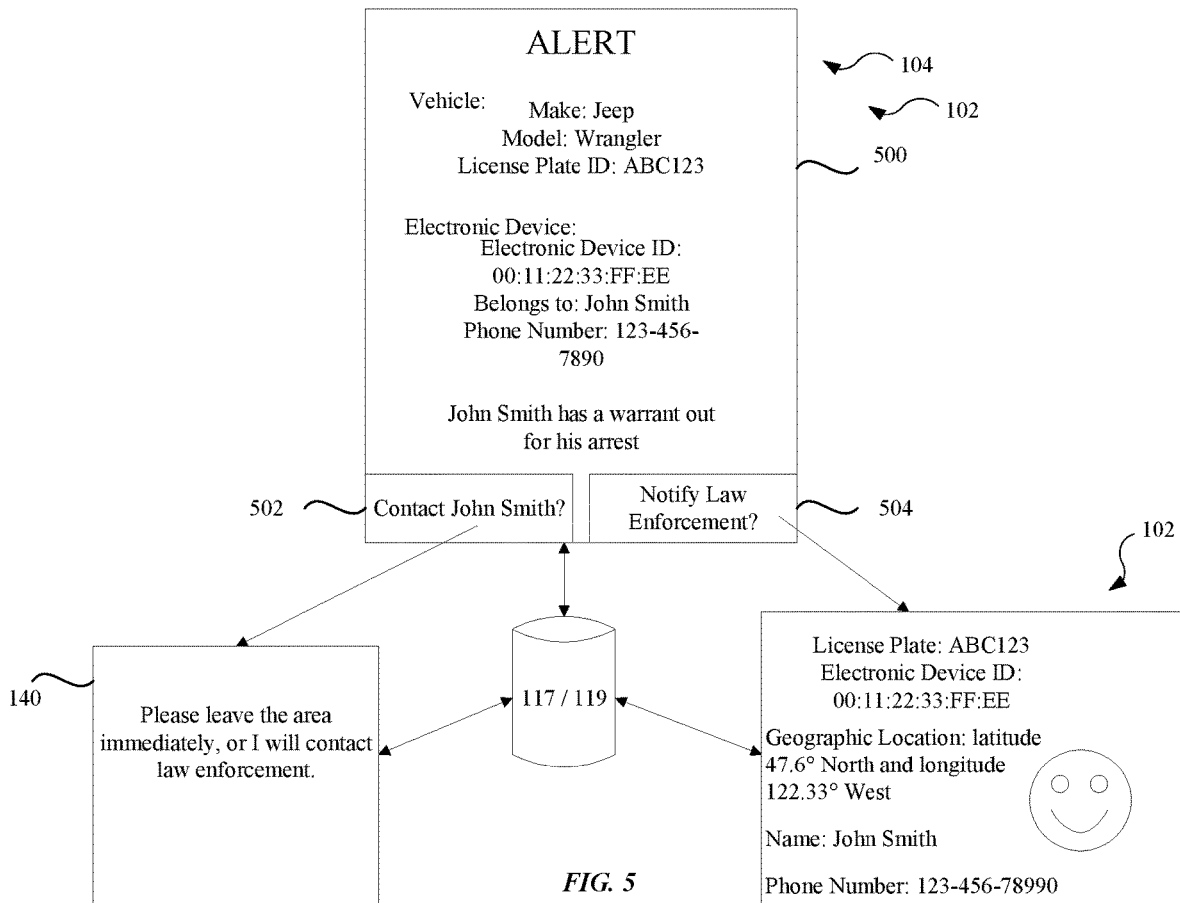 ALERT
104
Vehicle:
Make: Jeep
102
Model: Wrangler
License Plate ID: ABC123
500
Electronic Device:
Electronic Device ID:
00:11:22:33:FF:EE
Belongs to: John Smith
Phone Number: 123-456-
7890
John Smith has a warrant out
for his arrest
502
Contact John Smith?
Notify Law
Enforcement?
504
102
140
Please leave the area
immediately, or I will contact
law enforcement.
117 / 119
License Plate: ABC123
Electronic Device ID:
00:11:22:33:FF:EE
Geographic Location: latitude
47.6° North and longitude
122.33° West
Name: John Smith
Phone Number: 123-456-78990
FIG. 5